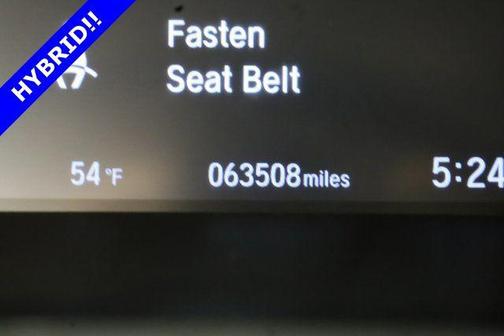 HYBRID!!
Fasten
Seat Belt
54 °F 063508 miles 5:24